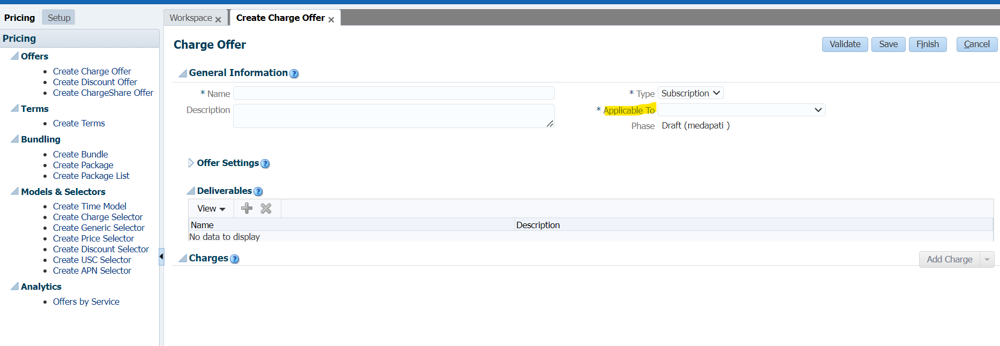 Pricing Setup
Workspace Create Charge Offer
Pricing
Offers
Create Charge Offer
Create Discount Offer
Create ChargeShare Offer
Terms
Create Terms
Bundling
Create Bundle
Create Package
Create Package List
Models & Selectors
Create Time Model
Create Charge Selector
Create Generic Selector
Create Price Selector
Create Discount Selector
Create USC Selector
Create APN Selector
Analytics
Offers by Service
Charge Offer
Validate Save Finish Cancel
General Information
* Name
Description
* Type Subscription
* Applicable To
Phase Draft (medapati )
Offer Settings
Deliverables
View
Name Description
No data to display
Charges
Add Charge